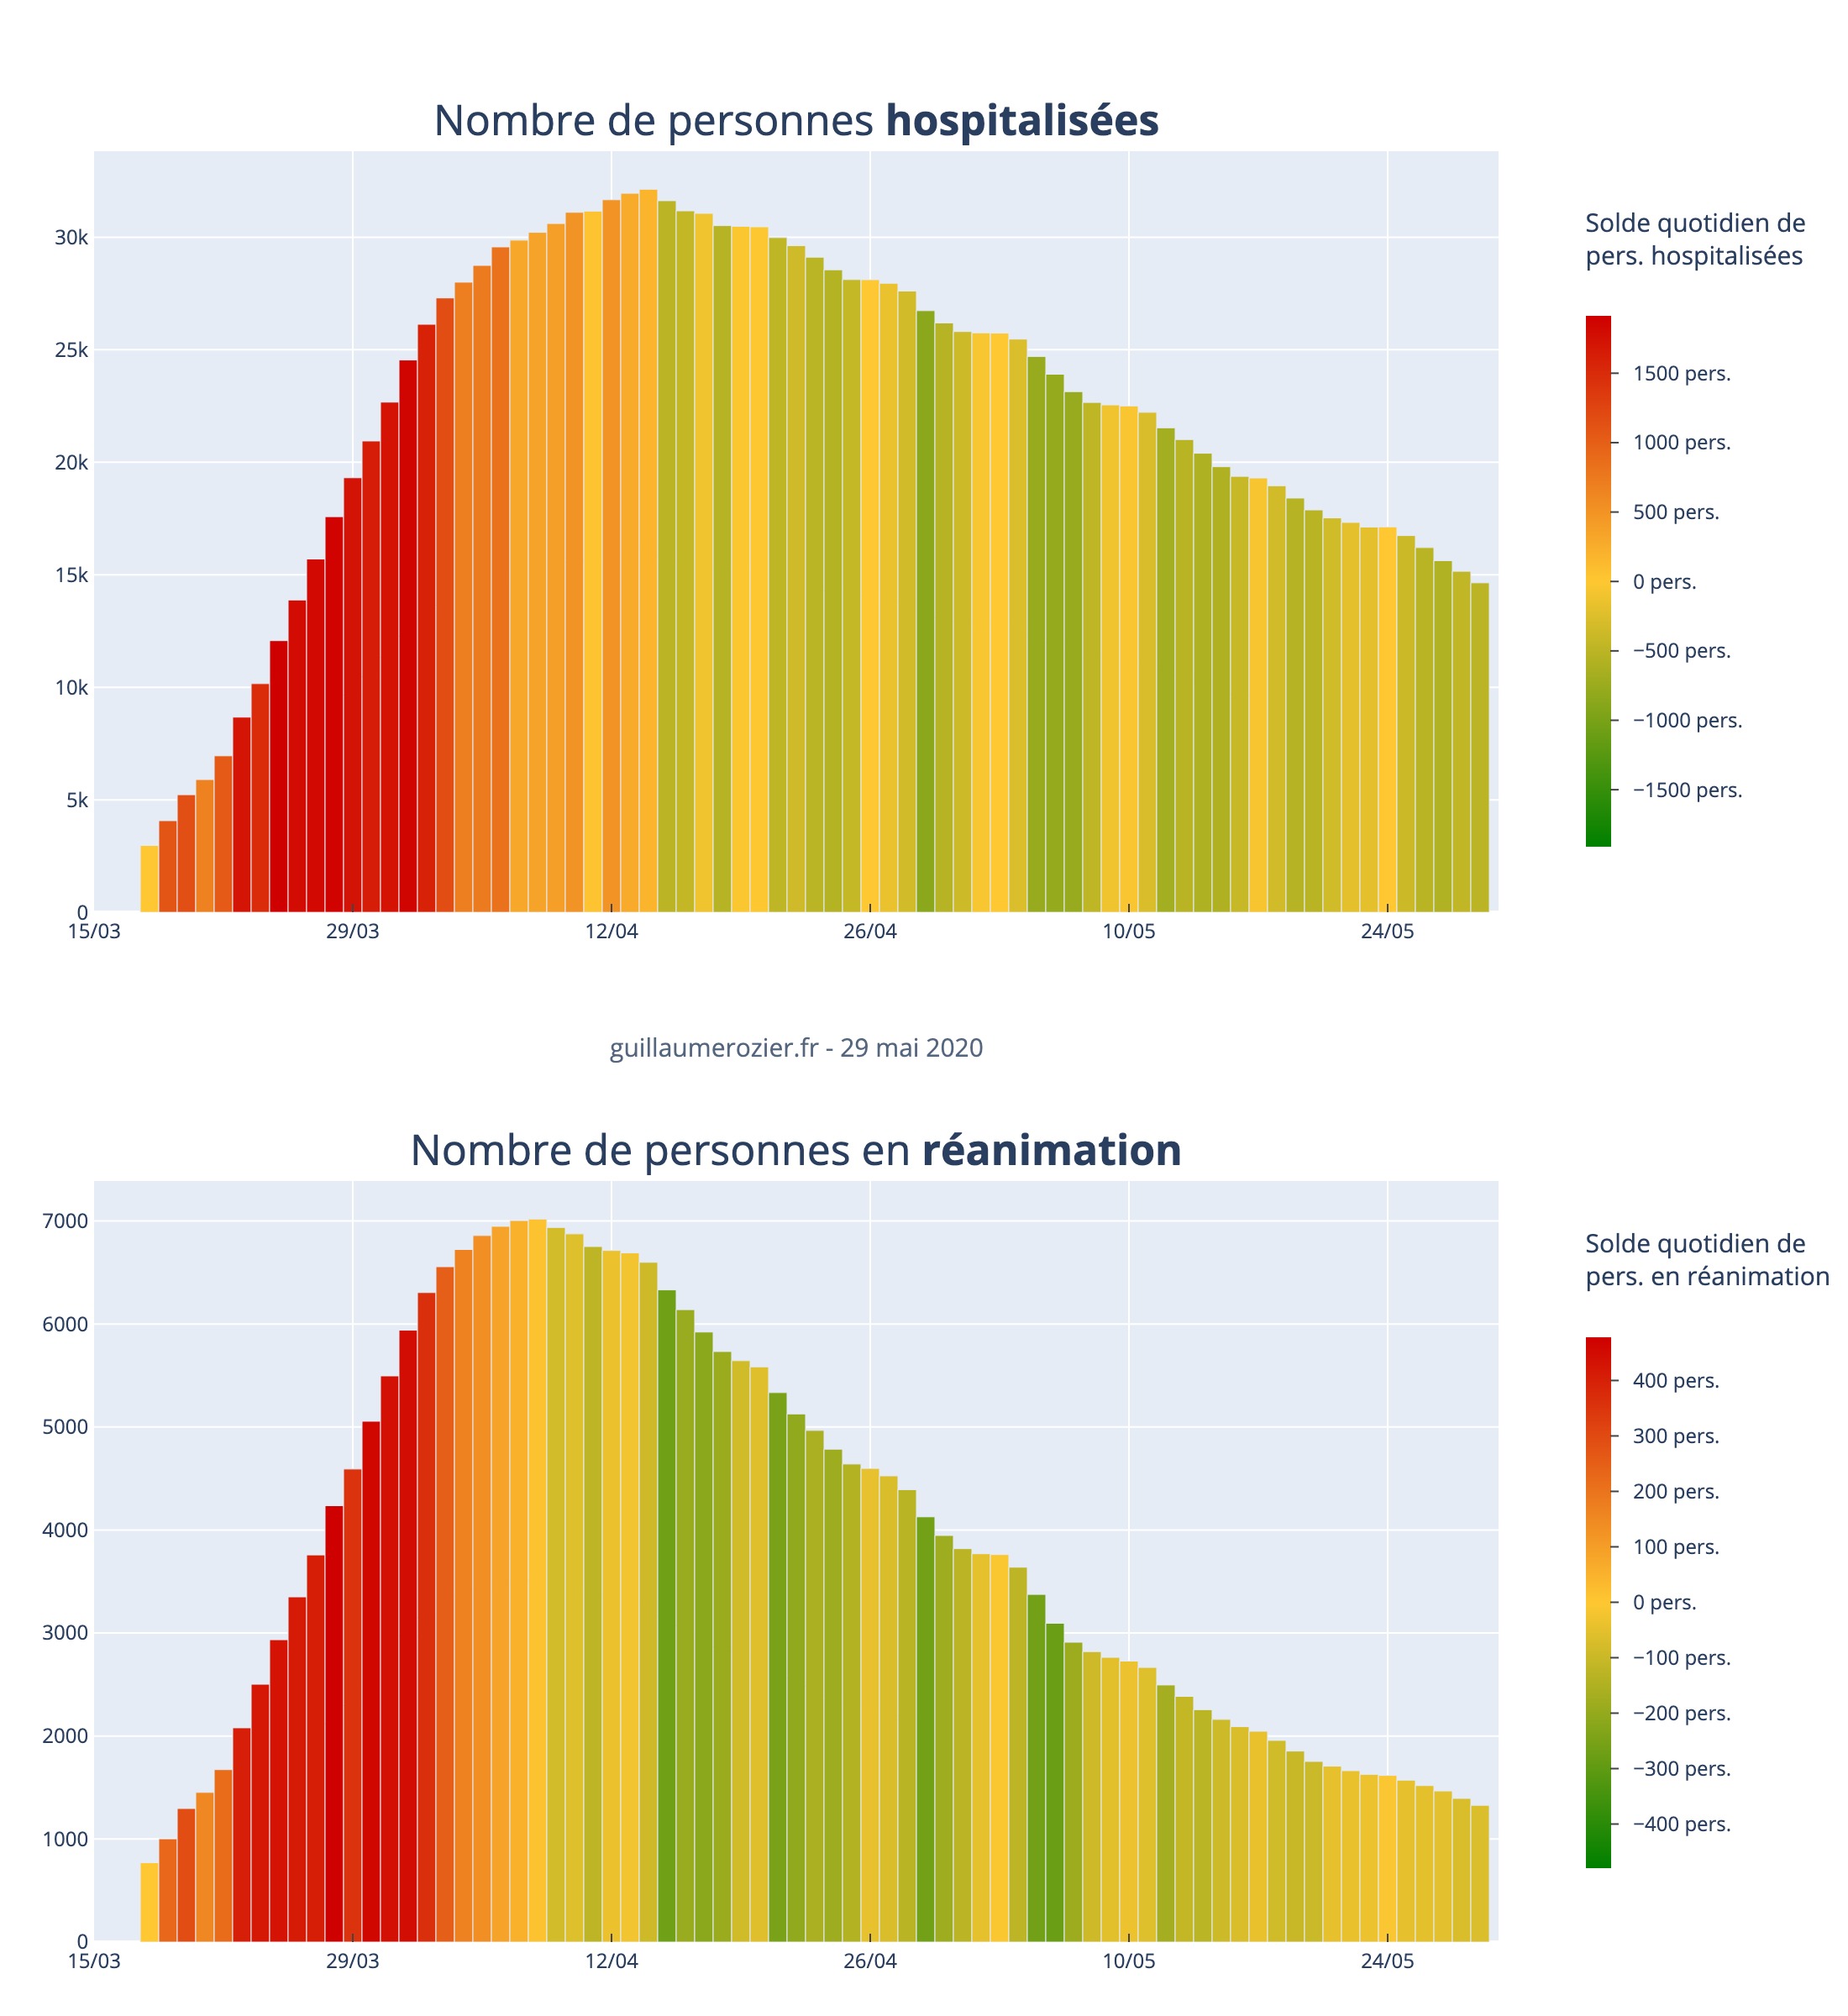 Nombre de personnes hospitalisées
Solde quotidien de
pers. hospitalisées
30k
25k
20k
15k
10k
5k
0
15/03
29/03
12/04
26/04
10/05
24/05
1500 pers.
1000 pers.
500 pers.
0 pers.
−500 pers.
−1000 pers.
−1500 pers.
guillaumerozier.fr - 29 mai 2020
Nombre de personnes en réanimation
Solde quotidien de
pers. en réanimation
7000
6000
5000
4000
3000
2000
1000
0
15/03
29/03
12/04
26/04
10/05
24/05
400 pers.
300 pers.
200 pers.
100 pers.
0 pers.
−100 pers.
−200 pers.
−300 pers.
−400 pers.